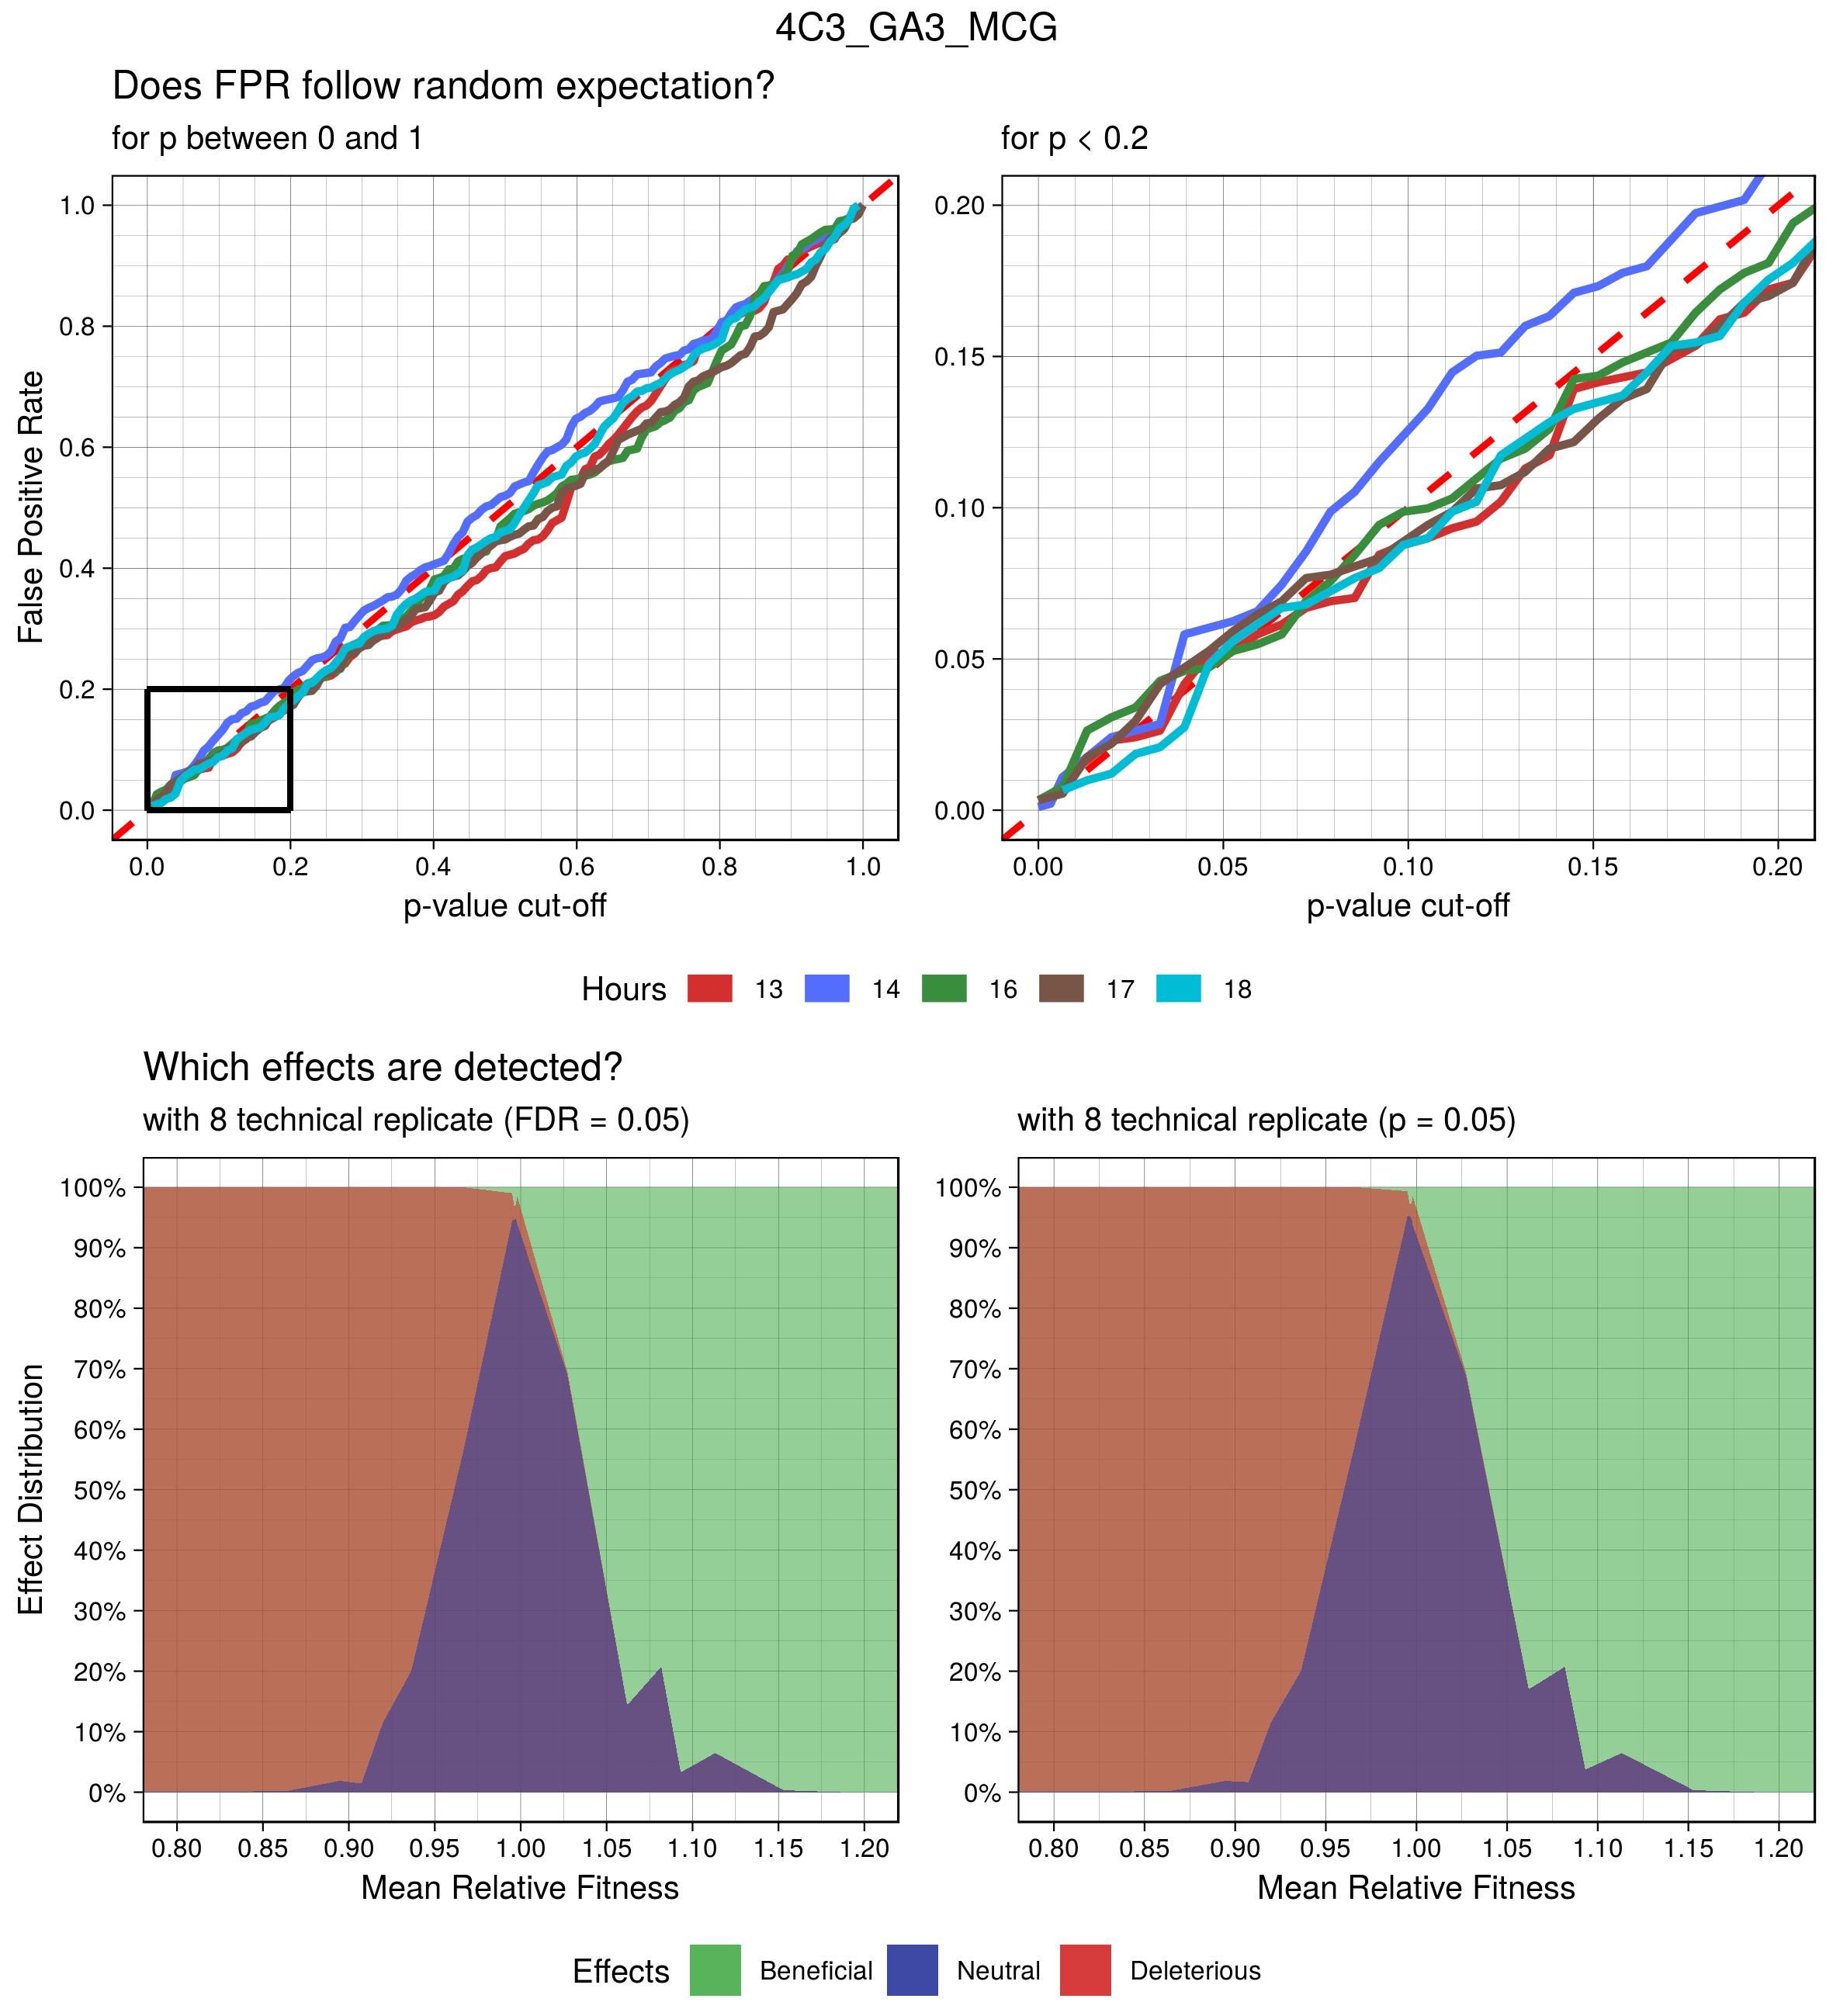 4C3_GA3_MCG
Does FPR follow random expectation?
for p between 0 and 1
for p < 0.2
False Positive Rate
1.0
0.8
0.6
0.4
0.2
0.0
0.0 0.2 0.4 0.6 0.8 1.0
p-value cut-off
0.20
0.15
0.10
0.05
0.00
0.00 0.05 0.10 0.15 0.20
p-value cut-off
Hours 13 14 16 17 18
Which effects are detected?
with 8 technical replicate (FDR = 0.05)
with 8 technical replicate (p = 0.05)
Effect Distribution
100%
90%
80%
70%
60%
50%
40%
30%
20%
10%
0%
0.80 0.85 0.90 0.95 1.00 1.05 1.10 1.15 1.20
Mean Relative Fitness
100%
90%
80%
70%
60%
50%
40%
30%
20%
10%
0%
0.80 0.85 0.90 0.95 1.00 1.05 1.10 1.15 1.20
Mean Relative Fitness
Effects Beneficial Neutral Deleterious